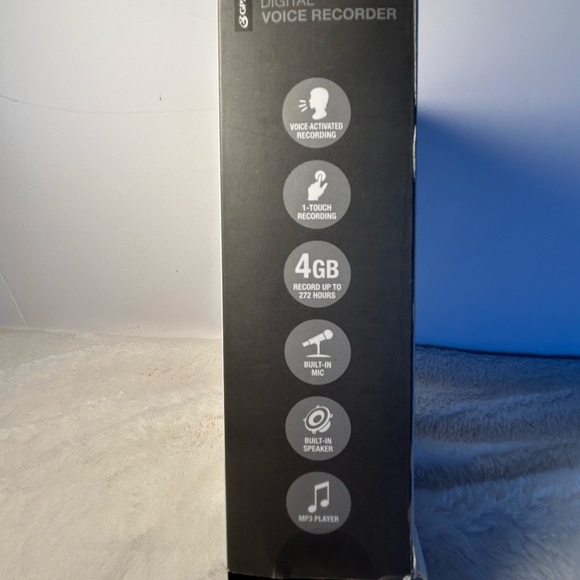 GPX
DIGITAL
VOICE RECORDER
VOICE-ACTIVATED
RECORDING
1-TOUCH
RECORDING
4GB
RECORD UP TO
272 HOURS
BUILT-IN
MIC
BUILT-IN
SPEAKER
MP3 PLAYER